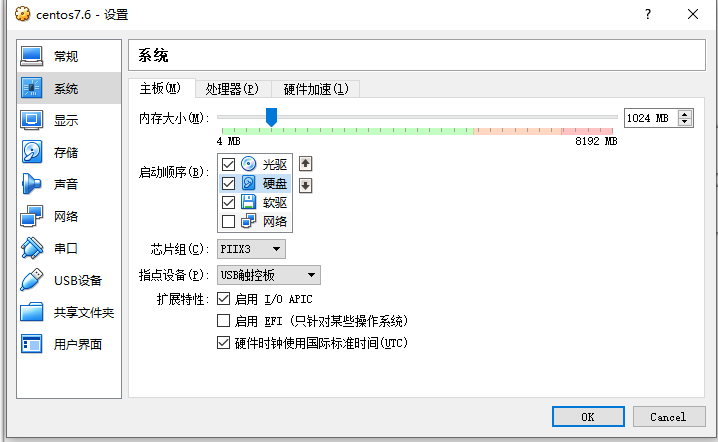 centos7.6 - 设置
常规
系统
显示
存储
声音
网络
串口
USB设备
共享文件夹
用户界面
系统
主板(M) 处理器(P) 硬件加速(l)
内存大小(M): 1024 MB
4 MB 8192 MB
启动顺序(B): 光驱
硬盘
软驱
网络
芯片组(C): PIIX3
指点设备(P): USB触控板
扩展特性: 启用 I/O APIC
启用 EFI (只针对某些操作系统)
硬件时钟使用国际标准时间(UTC)
OK Cancel